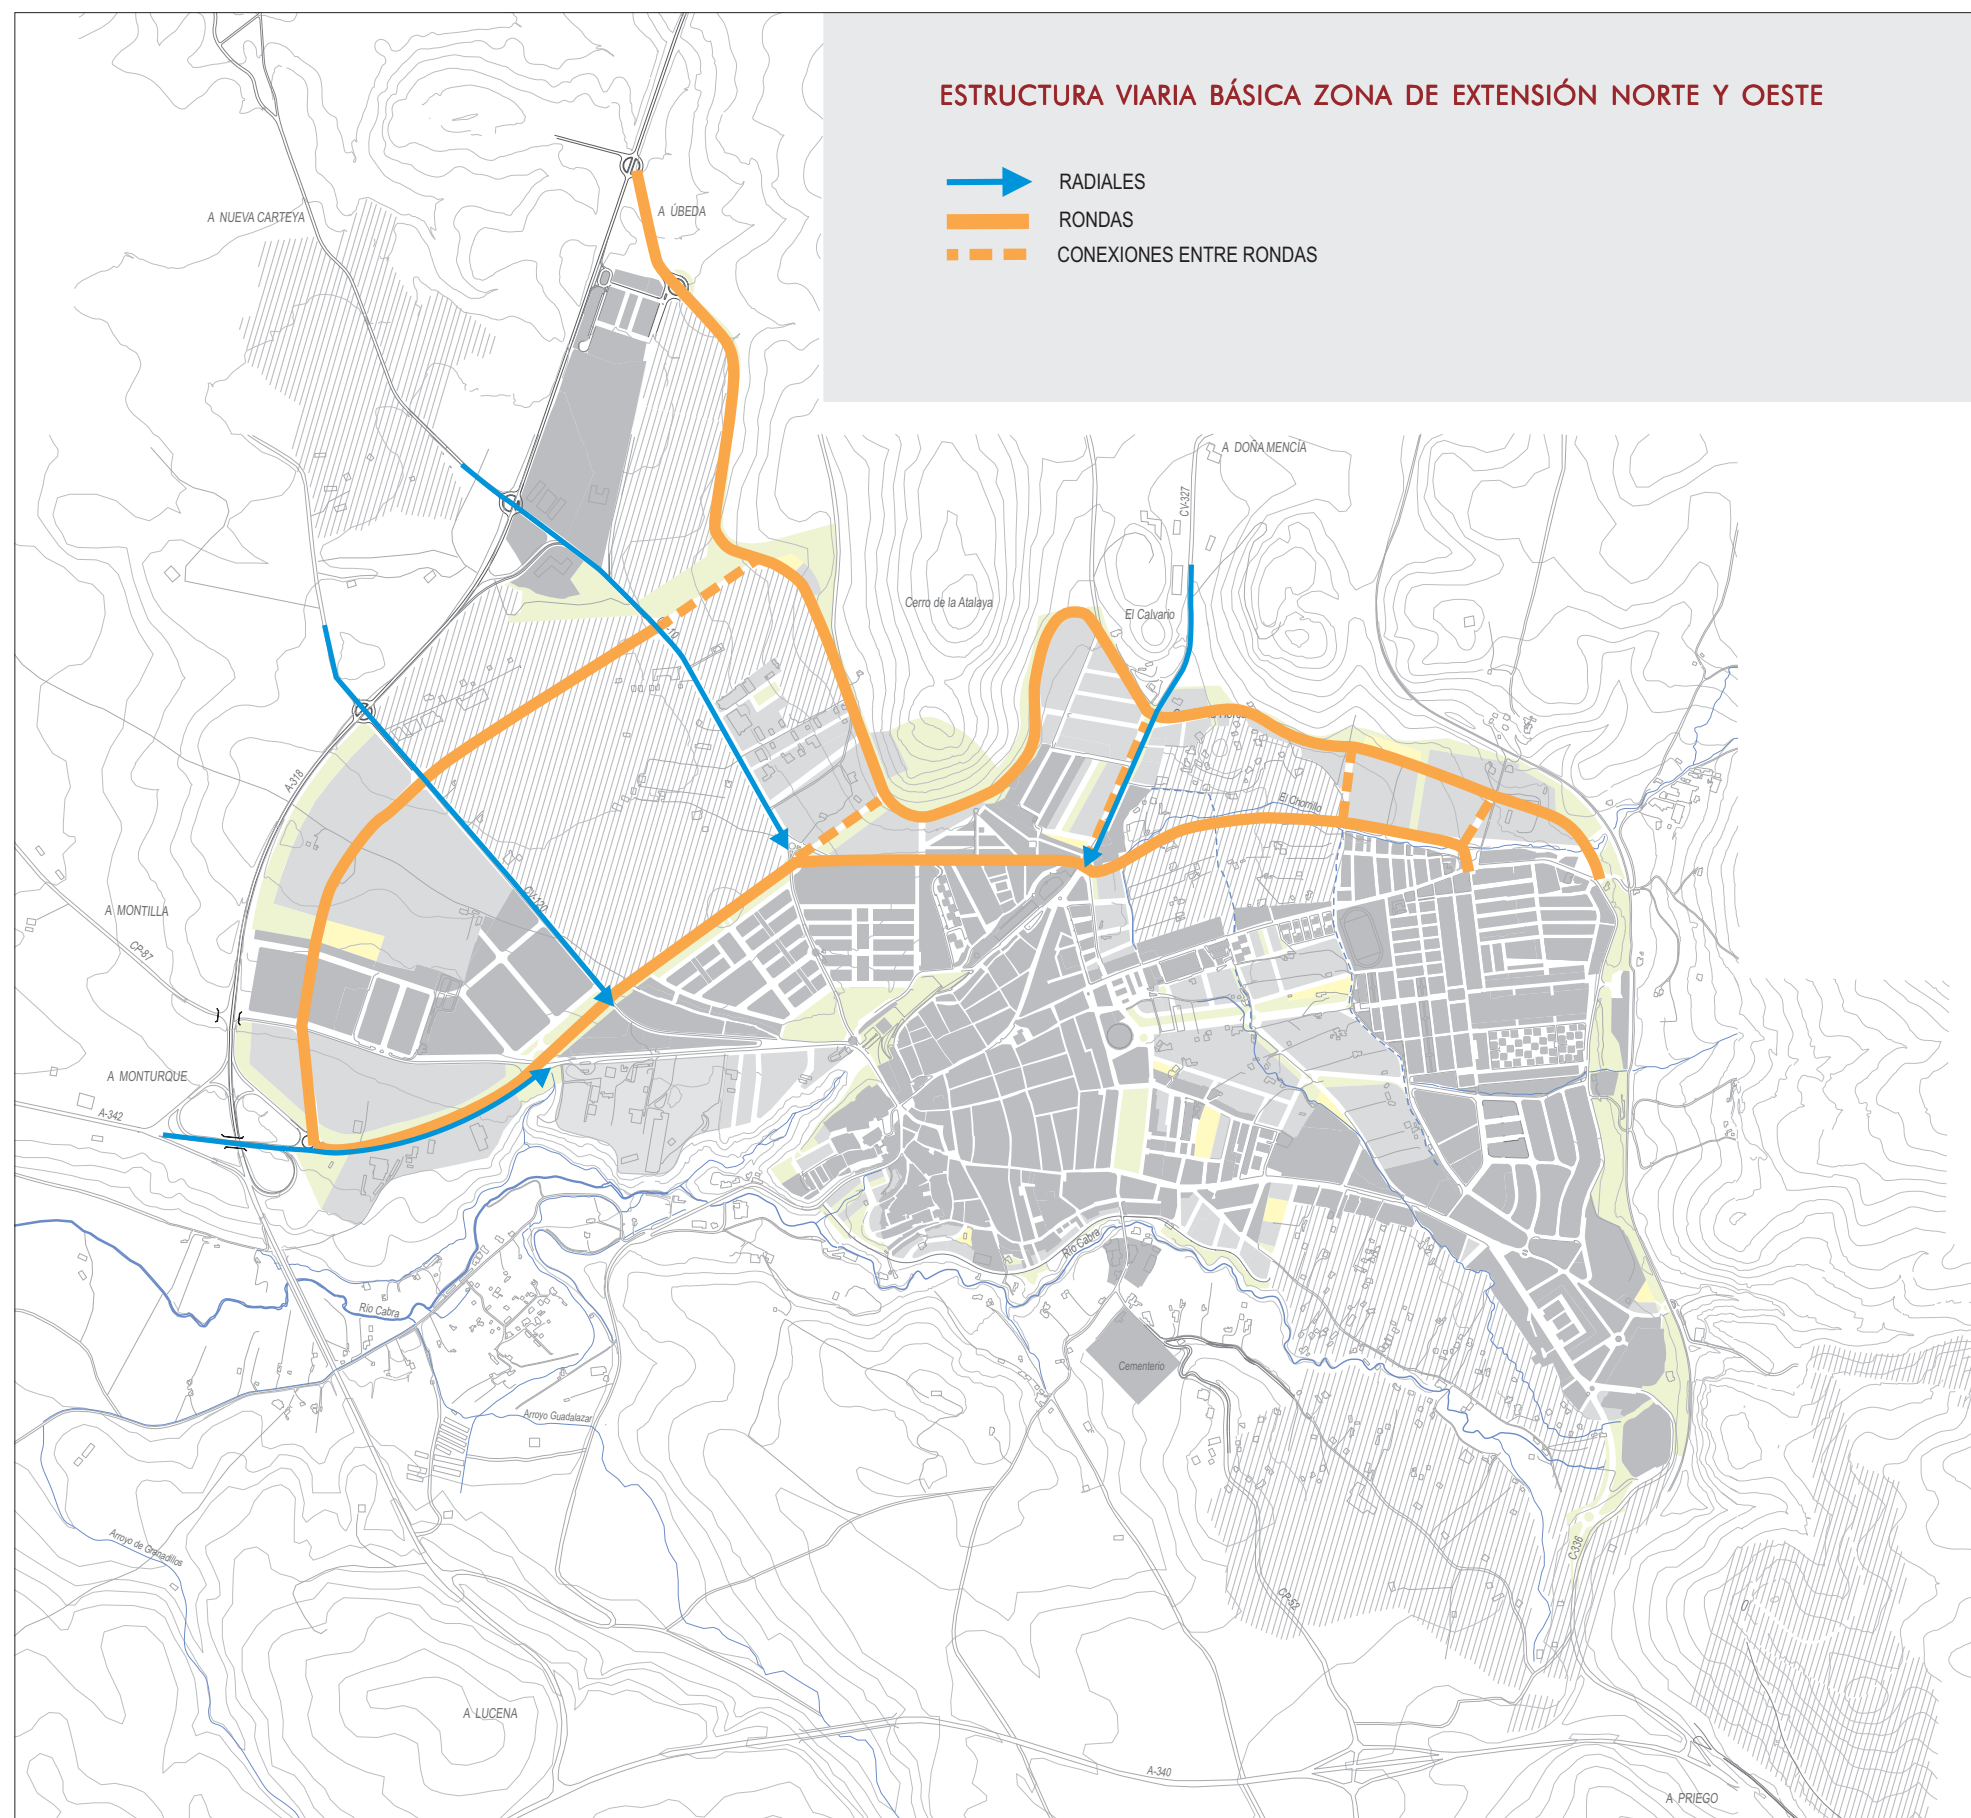 ESTRUCTURA VIARIA BÁSICA ZONA DE EXTENSIÓN NORTE Y OESTE
RADIALES
RONDAS
CONEXIONES ENTRE RONDAS
A NUEVA CARTEYA
A ÚBEDA
A DOÑA MENCÍA
CV-327
Cerro de la Atalaya
El Calvario
A-318
El Chorrillo
CV-120
A MONTILLA
CP-87
A MONTURQUE
A-342
Río Cabra
Río Cabra
Cementerio
Arroyo Guadalazar
Arroyo de Granadillos
C-336
CP-52
A LUCENA
A-340
A PRIEGO